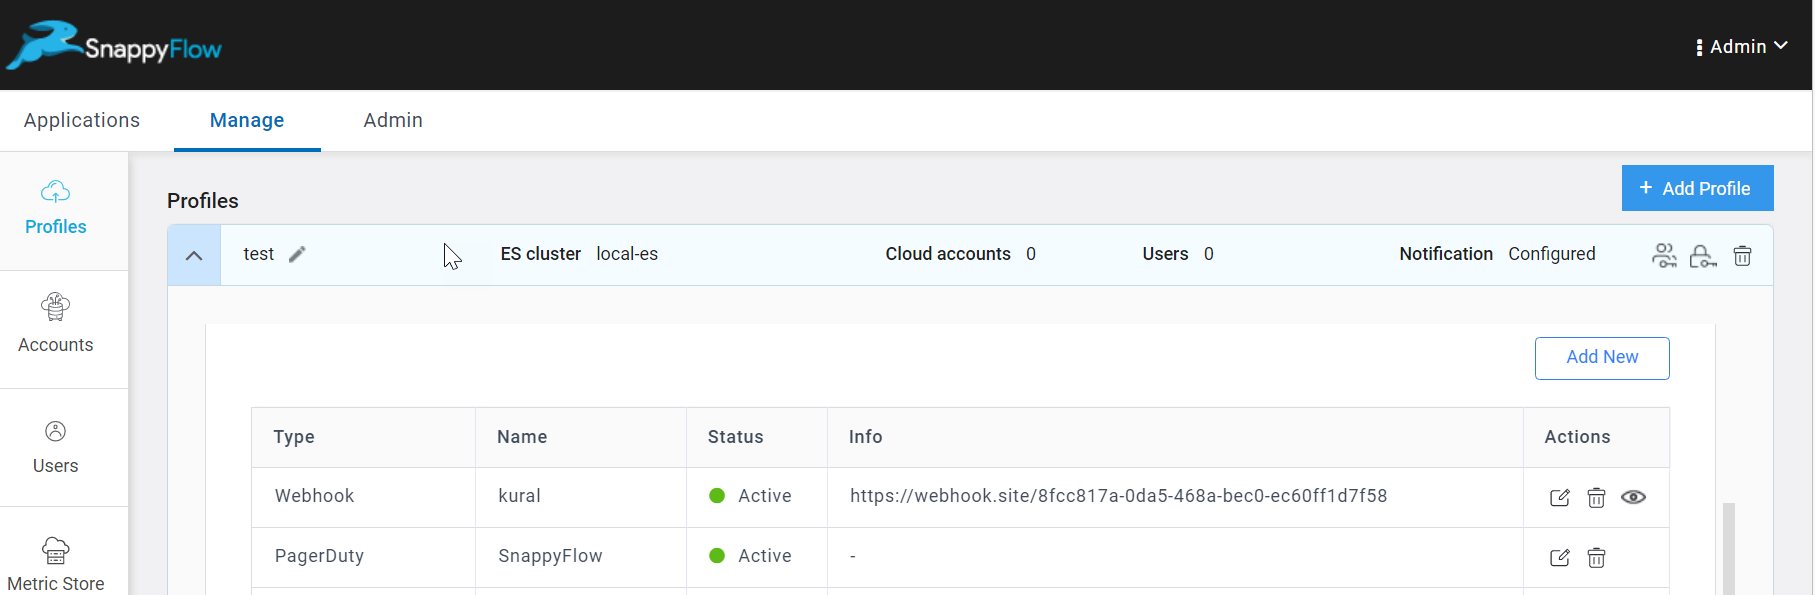 SnappyFlow
Admin
Applications Manage Admin
Profiles
Accounts
Users
Metric Store
Profiles
+ Add Profile
test ES cluster local-es Cloud accounts 0 Users 0 Notification Configured
Add New
Type Name Status Info Actions
Webhook kural Active https://webhook.site/8fcc817a-0da5-468a-bec0-ec60ff1d7f58
PagerDuty SnappyFlow Active -